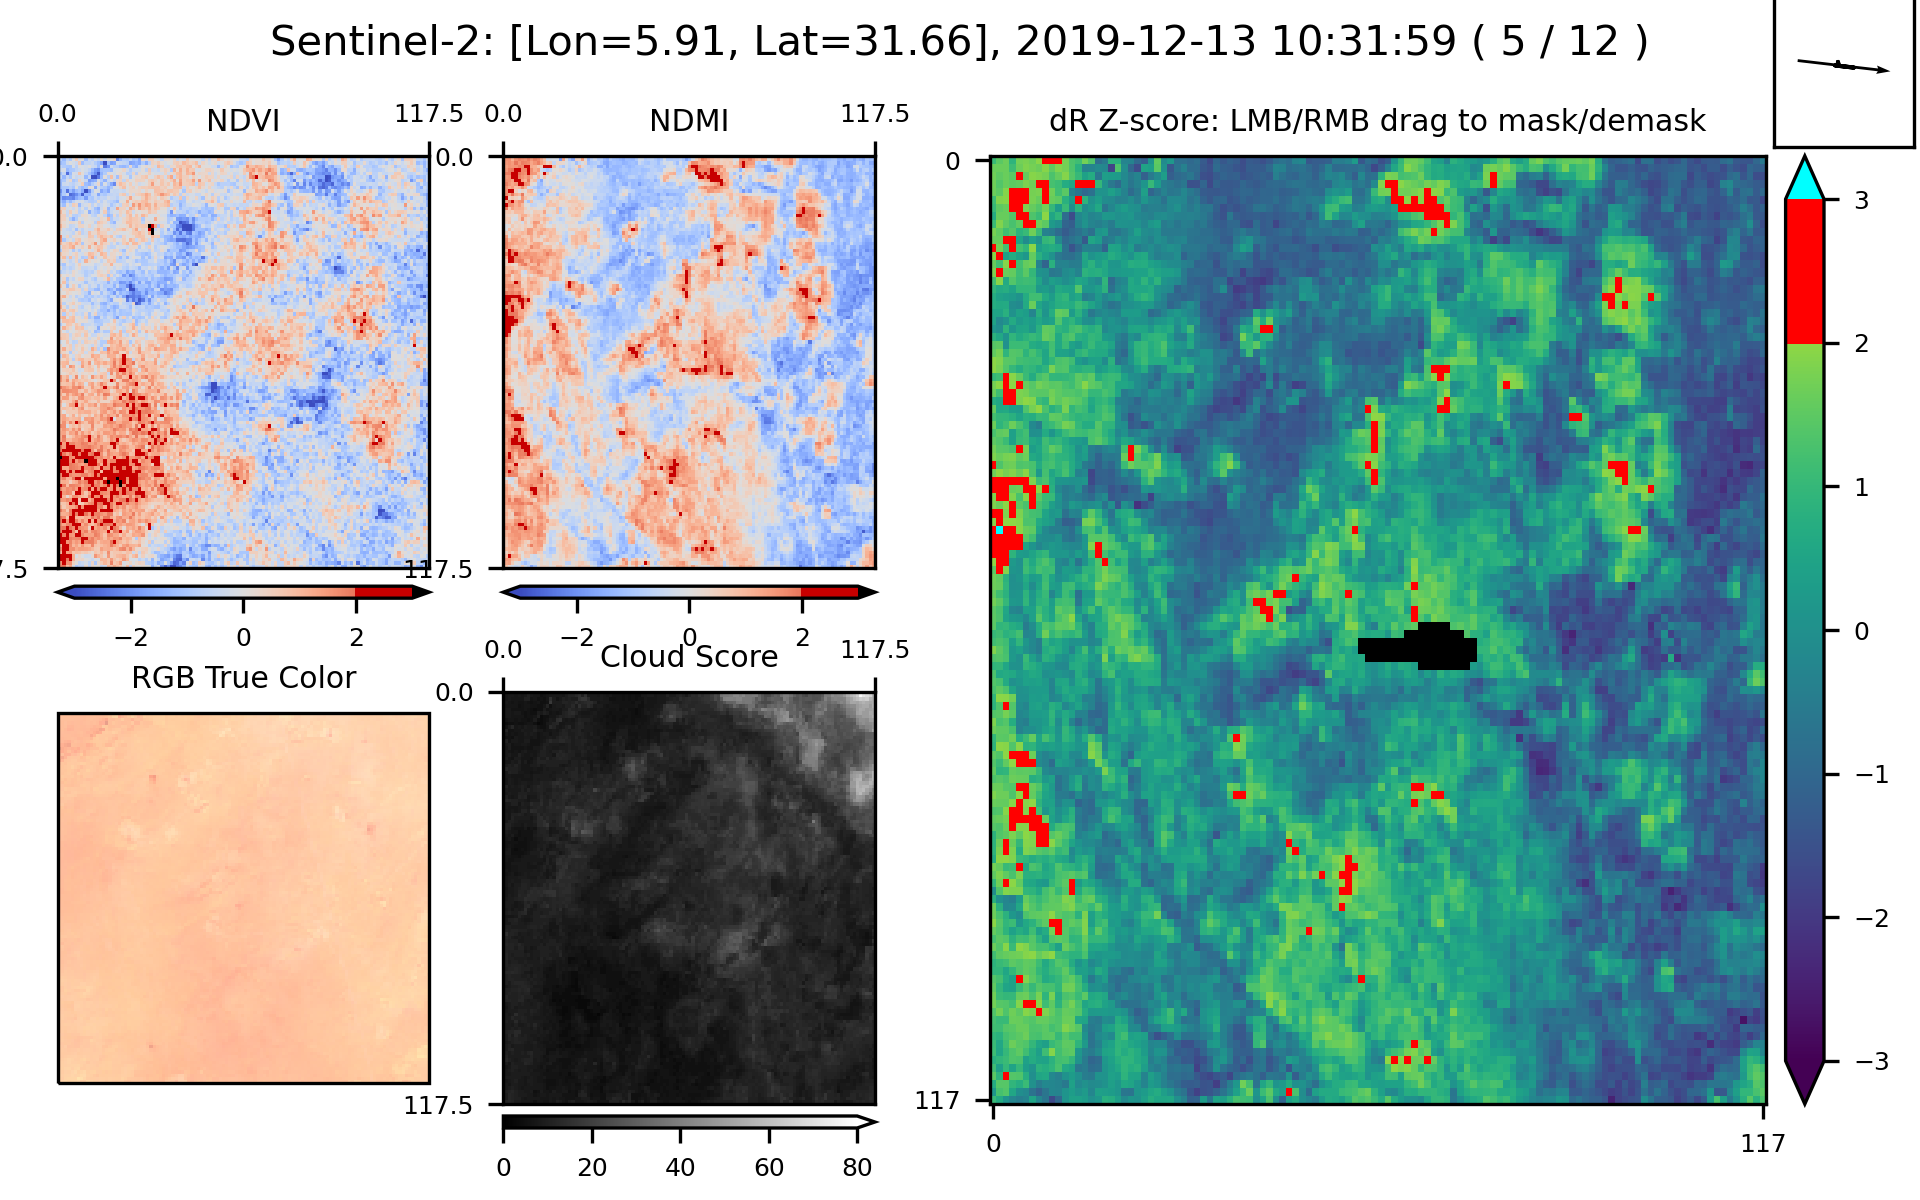 Sentinel-2: [Lon=5.91, Lat=31.66], 2019-12-13 10:31:59 ( 5 / 12 )
0.0 NDVI 117.5
0.0 NDMI 117.5
dR Z-score: LMB/RMB drag to mask/demask
0.0
0.0
0
3
2
1
0
−1
−2
−3
7.5
117.5
−2 0 2
−2 0 2
RGB True Color
0.0 Cloud Score 117.5
0.0
117.5
117
0 117
0 20 40 60 80